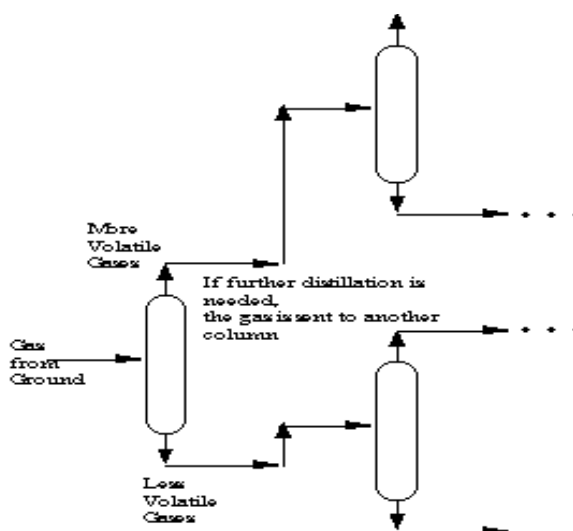 More
Volatile
Gases
If further distillation is
needed,
the gas is sent to another
column
Gas
from
Ground
Less
Volatile
Gases